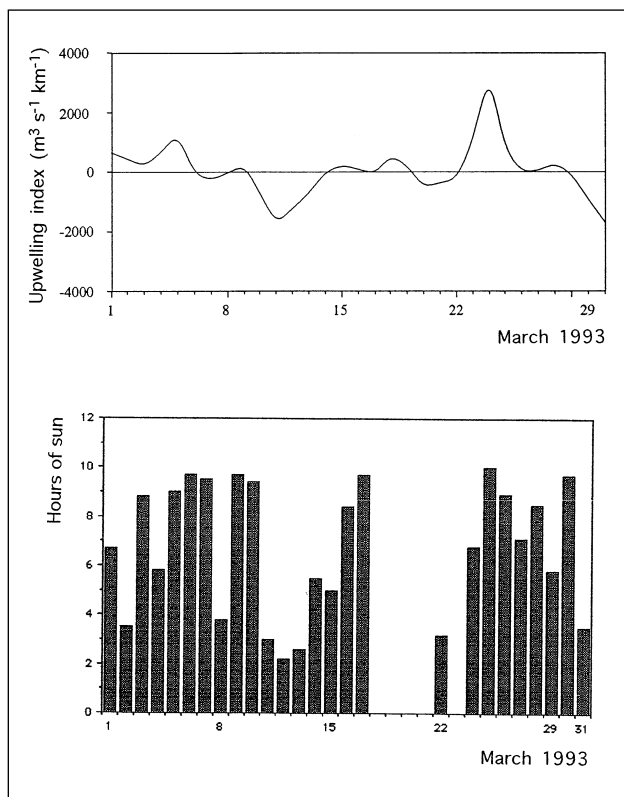 Upwelling index (m³ s⁻¹ km⁻¹)
4000
2000
0
-2000
-4000
1 8 15 22 29
March 1993
Hours of sun
12
10
8
6
4
2
0
1 8 15 22 29 31
March 1993